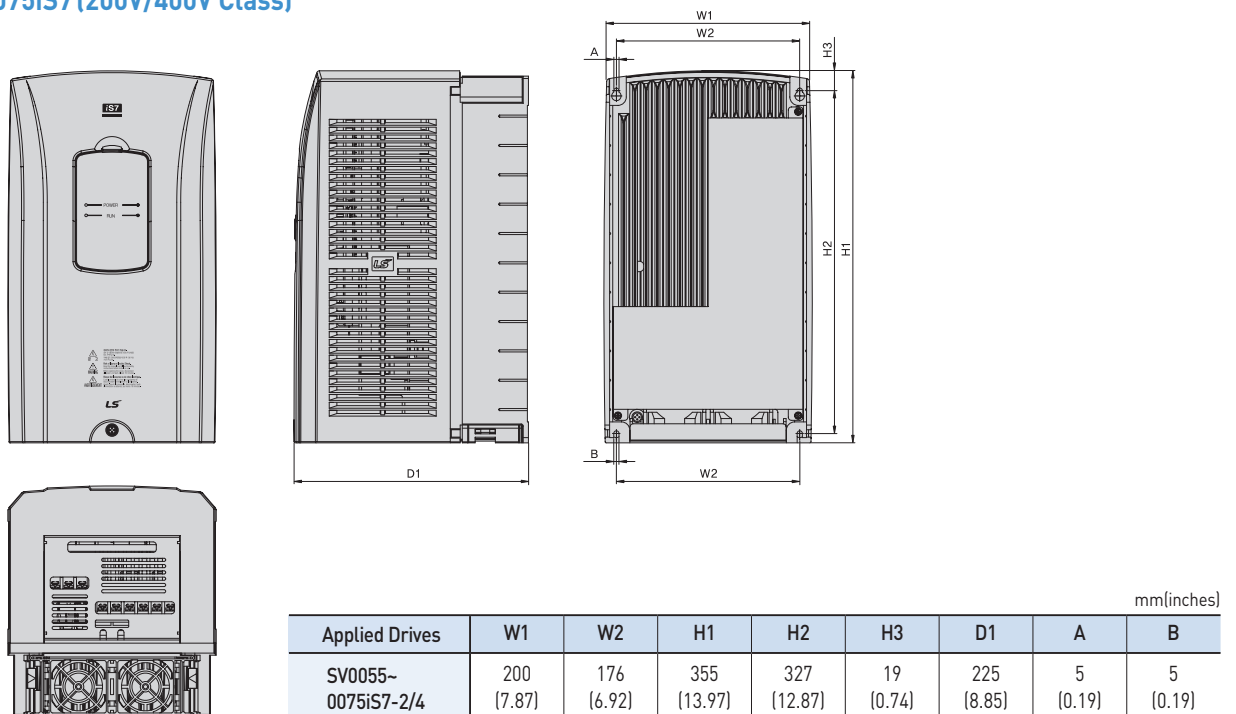 0075iS7 (200V/400V Class)
W1
W2
A
H3
iS7
POWER
RUN
H2
H1
LS
LS
B
D1
W2
mm(inches)
Applied Drives W1 W2 H1 H2 H3 D1 A B
SV0055~ 200 176 355 327 19 225 5 5
0075iS7-2/4 (7.87) (6.92) (13.97) (12.87) (0.74) (8.85) (0.19) (0.19)